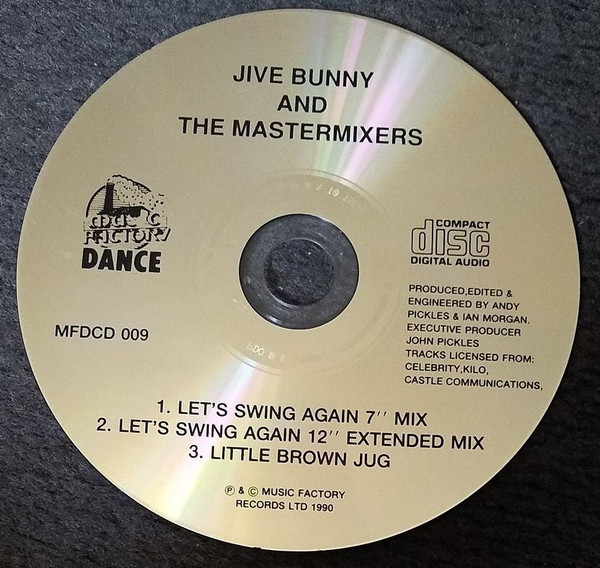 JIVE BUNNY
AND
THE MASTERMIXERS
MUSIC
FACTORY
DANCE
COMPACT
disc
DIGITAL AUDIO
MFDCD 009
PRODUCED,EDITED &
ENGINEERED BY ANDY
PICKLES & IAN MORGAN.
EXECUTIVE PRODUCER
JOHN PICKLES
TRACKS LICENSED FROM:
CELEBRITY,KILO,
CASTLE COMMUNICATIONS,
1. LET'S SWING AGAIN 7'' MIX
2. LET'S SWING AGAIN 12'' EXTENDED MIX
3. LITTLE BROWN JUG
Ⓟ & © MUSIC FACTORY
RECORDS LTD 1990